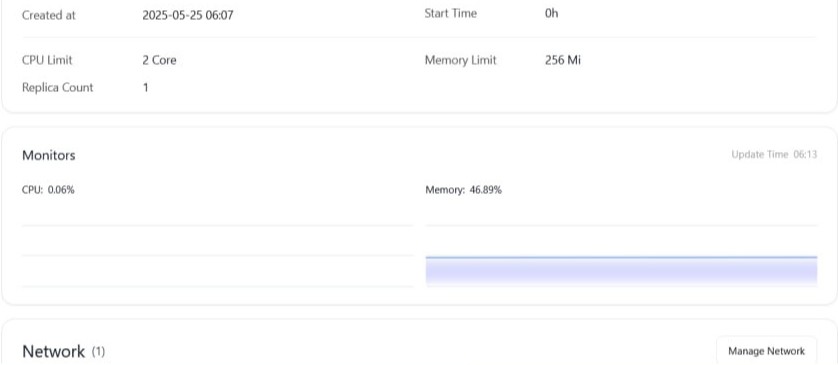 Created at 2025-05-25 06:07 Start Time 0h
CPU Limit 2 Core Memory Limit 256 Mi
Replica Count 1
Monitors Update Time 06:13
CPU: 0.06% Memory: 46.89%
Network (1) Manage Network